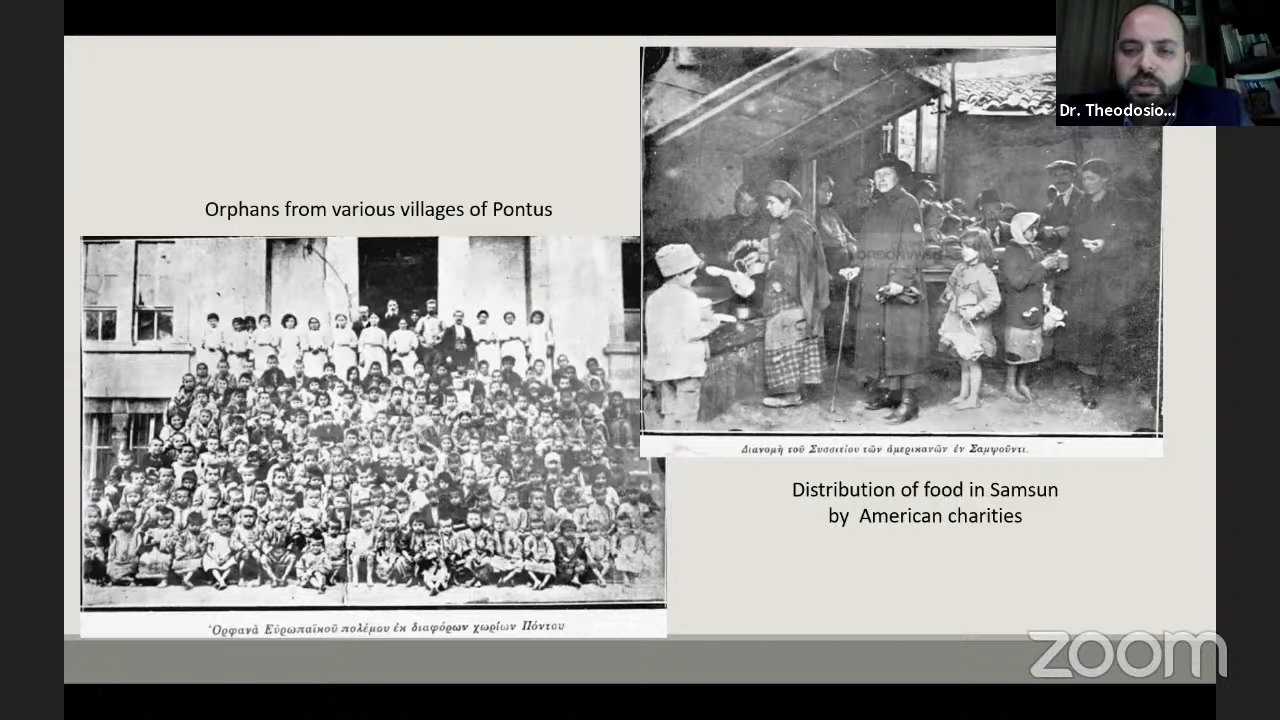 Dr. Theodosio...
Orphans from various villages of Pontus
Ὀρφανὰ Εὐρωπαϊκοῦ πολέμου ἐκ διαφόρων χωρίων Πόντου
Διανομὴ τοῦ Συσσιτίου τῶν ἀμερικανῶν ἐν Σαμψοῦντι.
Distribution of food in Samsun
by American charities
zoom